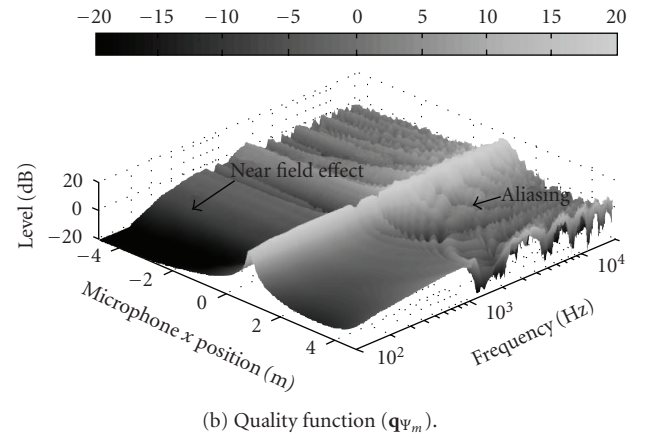 −20 −15 −10 −5 0 5 10 15 20
Near field effect
Aliasing
Level (dB)
20
0
−20
−4
−2
0
2
4
Microphone x position (m)
10²
10³
10⁴
Frequency (Hz)
(b) Quality function (qΨₘ).